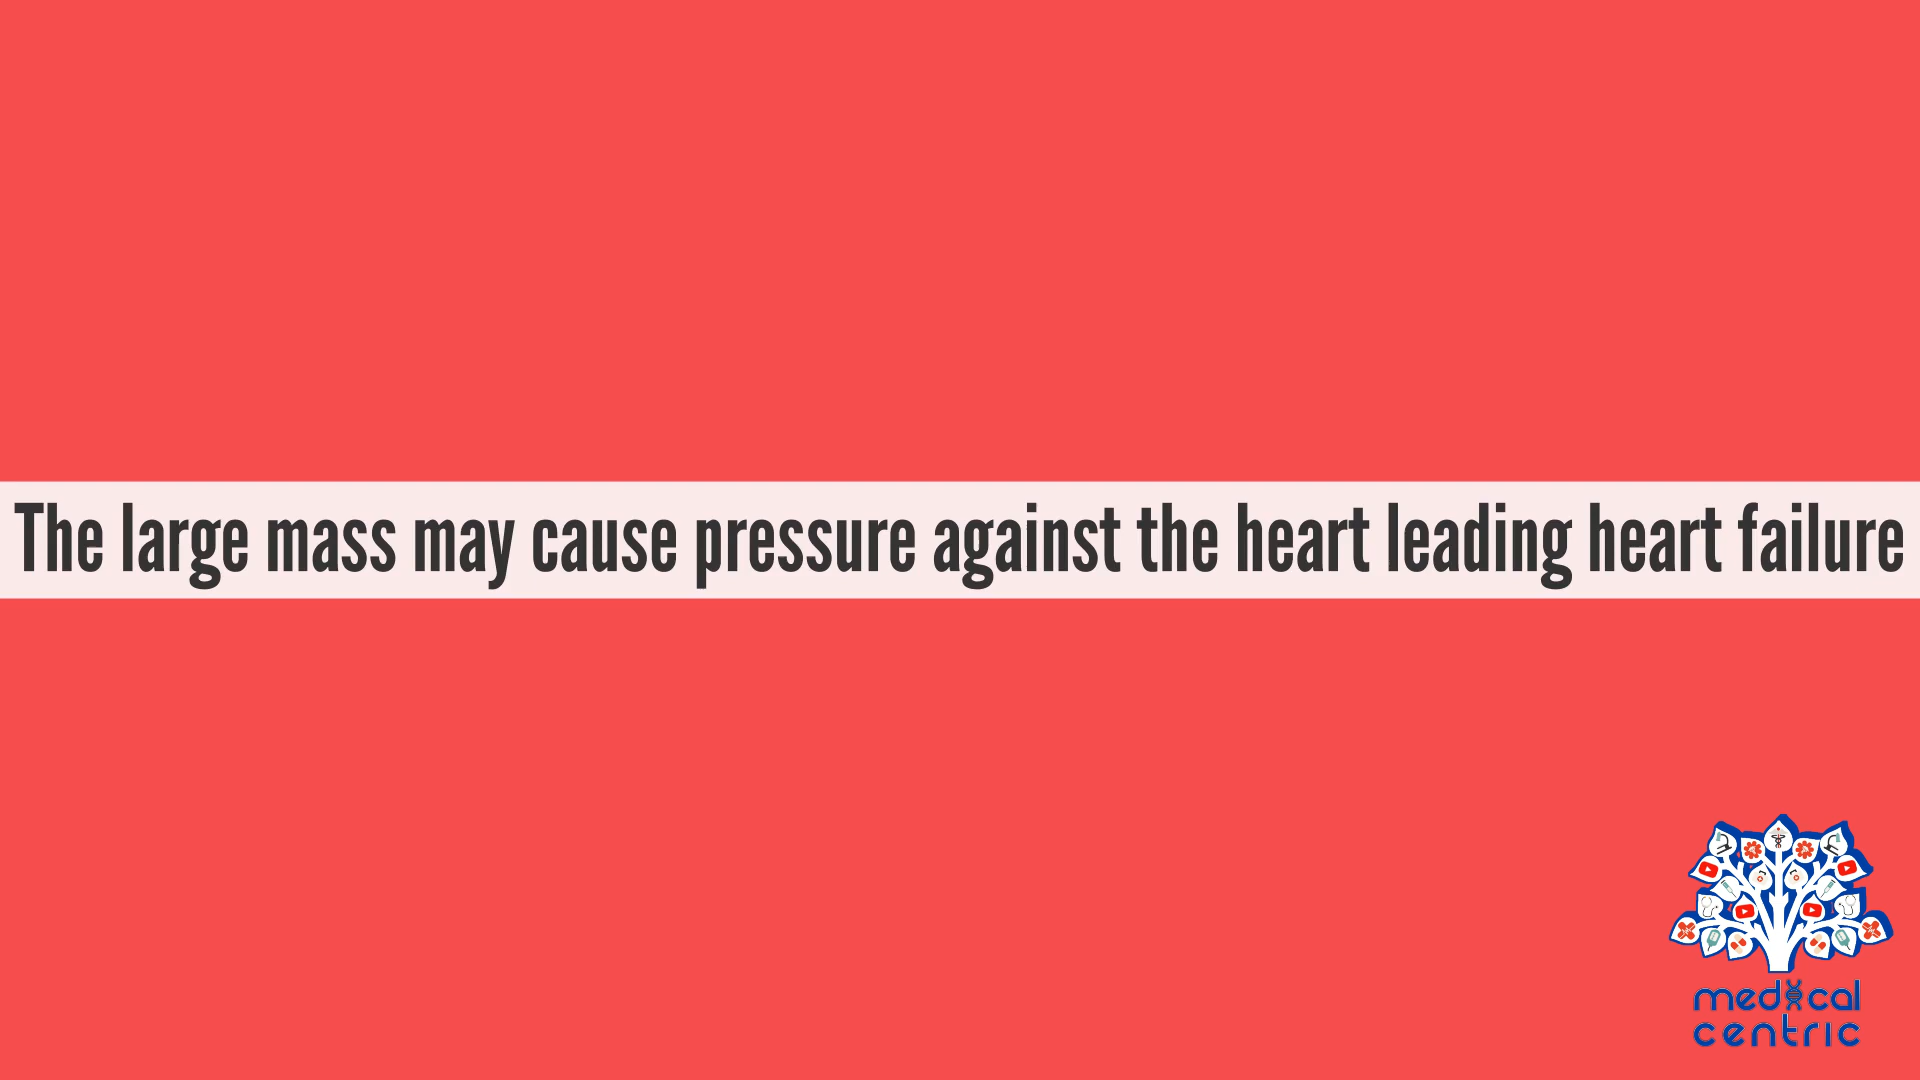 The large mass may cause pressure against the heart leading heart failure
medical
centric